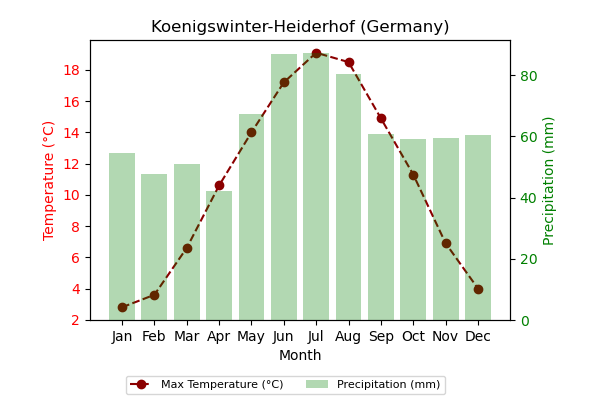 Koenigswinter-Heiderhof (Germany)
Temperature (°C)
18
16
14
12
10
8
6
4
2
80
60
40
20
0
Precipitation (mm)
Jan Feb Mar Apr May Jun Jul Aug Sep Oct Nov Dec
Month
Max Temperature (°C) Precipitation (mm)